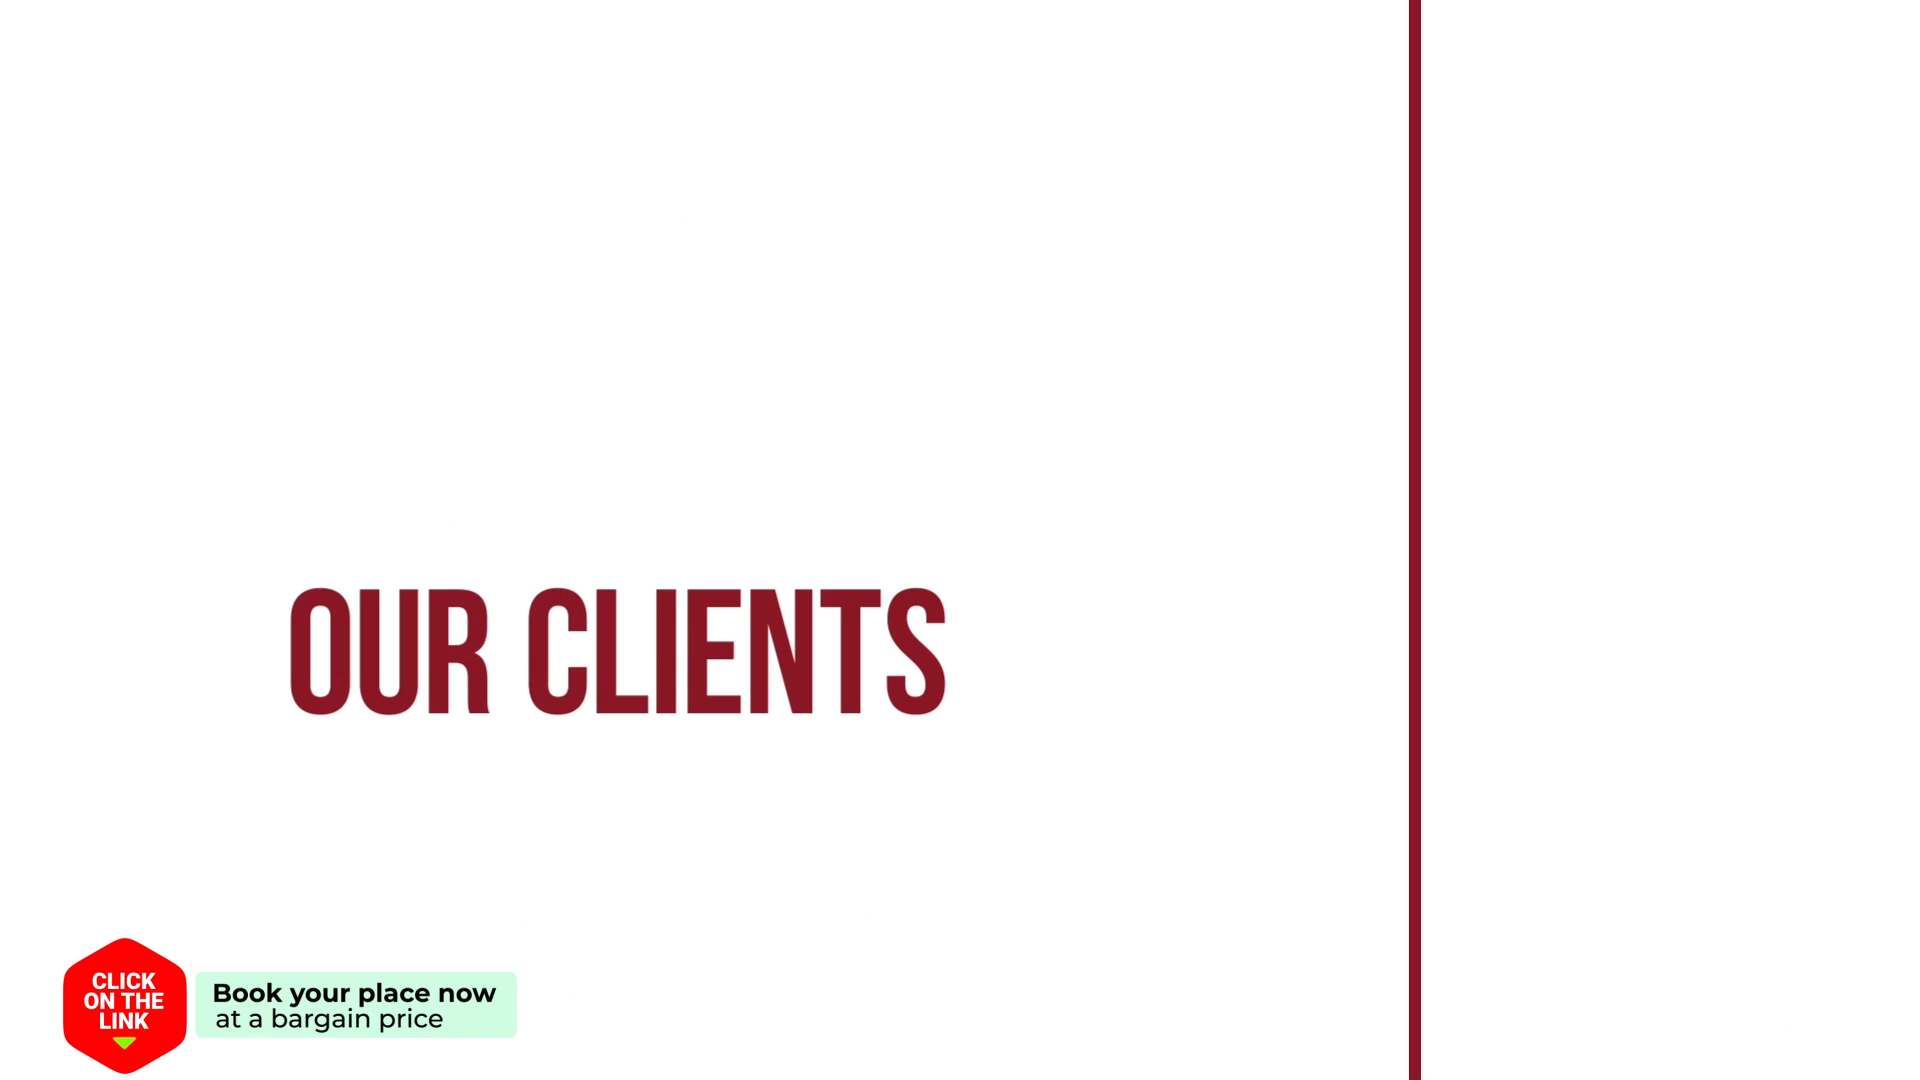 OUR CLIENTS
CLICK
ON THE
LINK
Book your place now
at a bargain price